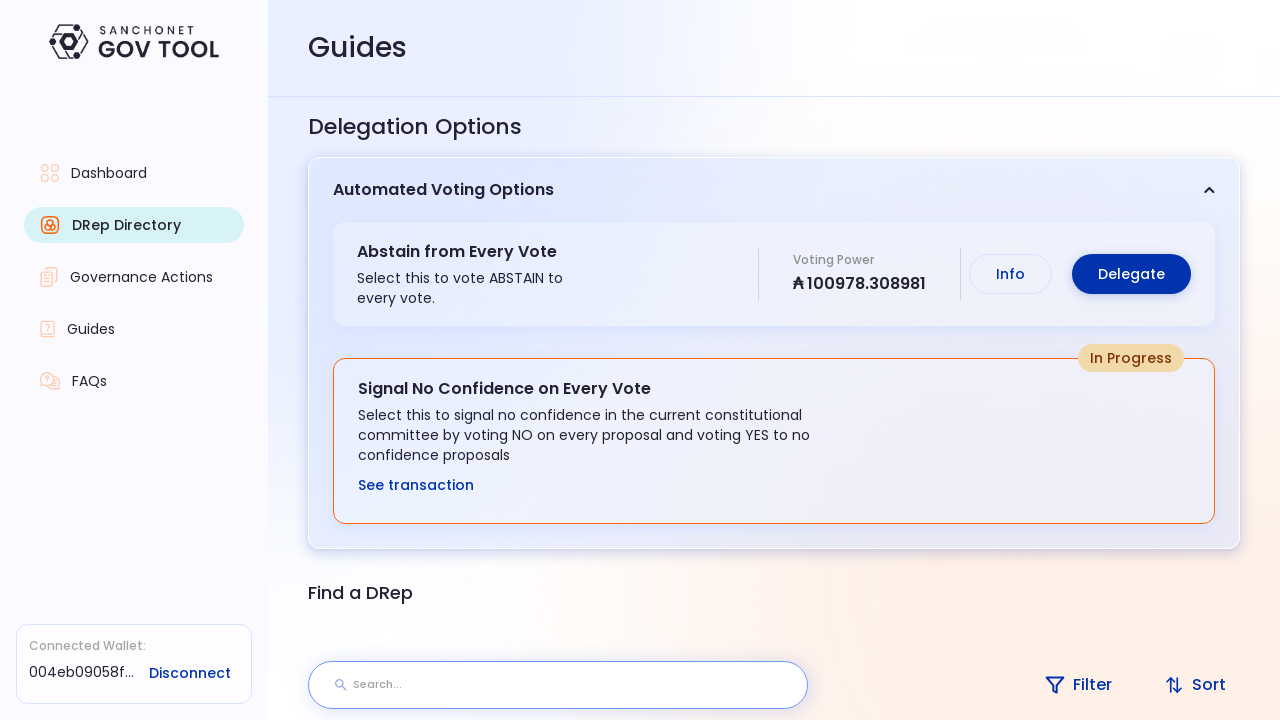 SANCHONET
GOV TOOL
Dashboard
DRep Directory
Governance Actions
Guides
FAQs
Connected Wallet:
004eb09058f...
Disconnect
Guides
Delegation Options
Automated Voting Options
Abstain from Every Vote
Select this to vote ABSTAIN to
every vote.
Voting Power
₳ 100978.308981
Info
Delegate
In Progress
Signal No Confidence on Every Vote
Select this to signal no confidence in the current constitutional
committee by voting NO on every proposal and voting YES to no
confidence proposals
See transaction
Find a DRep
Search...
Filter
Sort